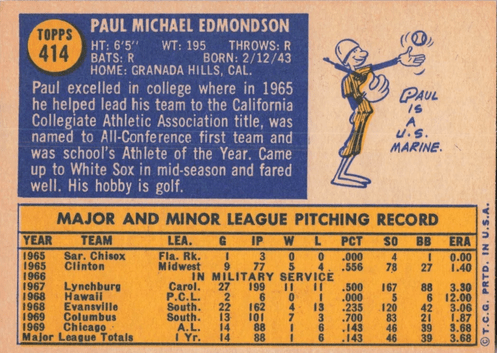 TOPPS
414
PAUL MICHAEL EDMONDSON
HT: 6'5" WT: 195 THROWS: R
BATS: R BORN: 2/12/43
HOME: GRANADA HILLS, CAL.
Paul excelled in college where in 1965
he helped lead his team to the California
Collegiate Athletic Association title, was
named to All-Conference first team and
was school's Athlete of the Year. Came
up to White Sox in mid-season and fared
well. His hobby is golf.
PAUL
IS
A
U.S.
MARINE.
MAJOR AND MINOR LEAGUE PITCHING RECORD
YEAR TEAM LEA. G IP W L PCT SO BB ERA
1965 Sar. Chisox Fla. Rk. 1 3 0 0 .000 4 1 0.00
1965 Clinton Midwest 9 77 5 4 .556 78 27 1.40
1966 IN MILITARY SERVICE
1967 Lynchburg Carol. 27 199 11 11 .500 167 88 3.30
1968 Hawaii P.C.L. 2 6 0 1 .000 5 6 12.00
1968 Evansville South. 22 162 4 13 .235 120 42 3.06
1969 Columbus South. 13 101 7 3 .700 83 21 1.87
1969 Chicago A.L. 14 88 1 6 .143 46 39 3.68
Major League Totals 1 Yr. 14 88 1 6 .143 46 39 3.68
© T.C.G. PRTD. IN U.S.A.